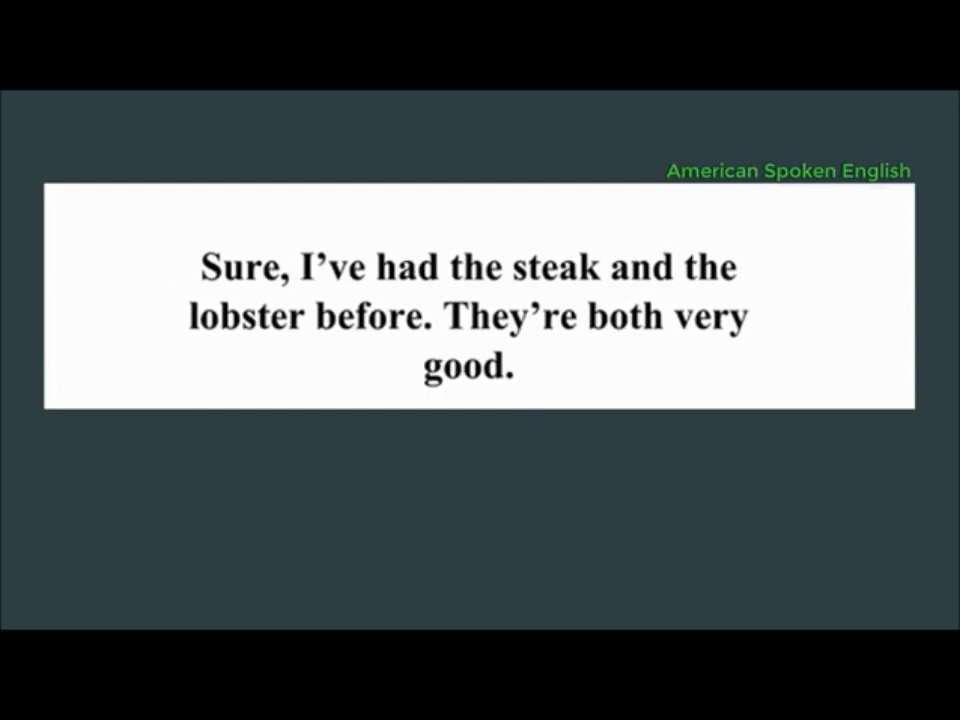 American Spoken English
Sure, I’ve had the steak and the
lobster before. They’re both very
good.